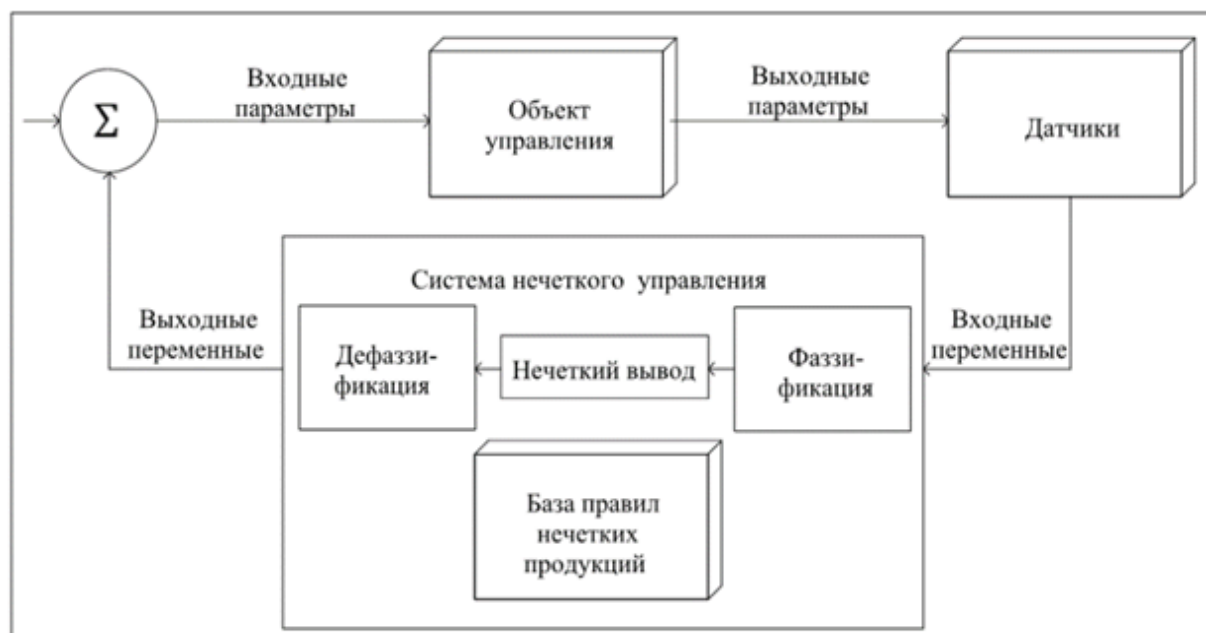 Σ
Входные
параметры
Объект
управления
Выходные
параметры
Датчики
Система нечеткого управления
Выходные
переменные
Дефаззи-
фикация
Нечеткий вывод
Фаззи-
фикация
Входные
переменные
База правил
нечетких
продукций